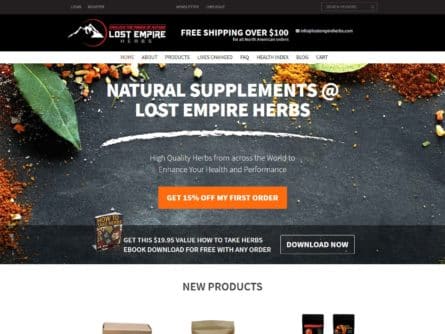 LOGIN REGISTER NEWSLETTER CHECKOUT
LOST EMPIRE
HERBS
FREE SHIPPING OVER $100
for all North American orders
info@lostempireherbs.com
HOME ABOUT PRODUCTS LIVES CHANGED FAQ HEALTH INDEX BLOG CART
NATURAL SUPPLEMENTS @
LOST EMPIRE HERBS
High Quality Herbs from across the World to
Enhance Your Health and Performance
GET 15% OFF MY FIRST ORDER
HOW TO
GET THIS $19.95 VALUE HOW TO TAKE HERBS
EBOOK DOWNLOAD FOR FREE WITH ANY ORDER
DOWNLOAD NOW
NEW PRODUCTS